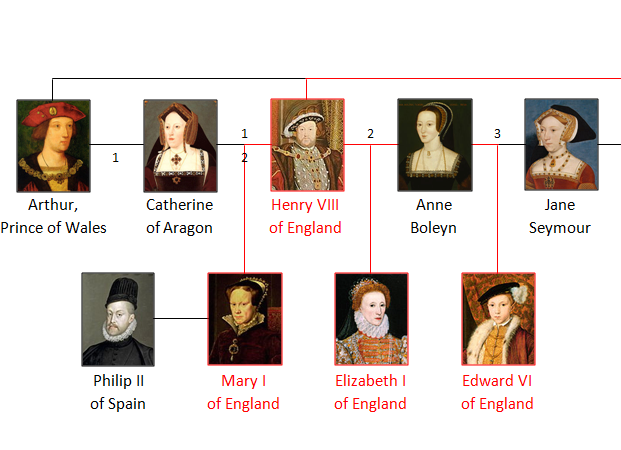 1
2
3
1
2
Arthur,
Prince of Wales
Catherine
of Aragon
Henry VIII
of England
Anne
Boleyn
Jane
Seymour
Philip II
of Spain
Mary I
of England
Elizabeth I
of England
Edward VI
of England